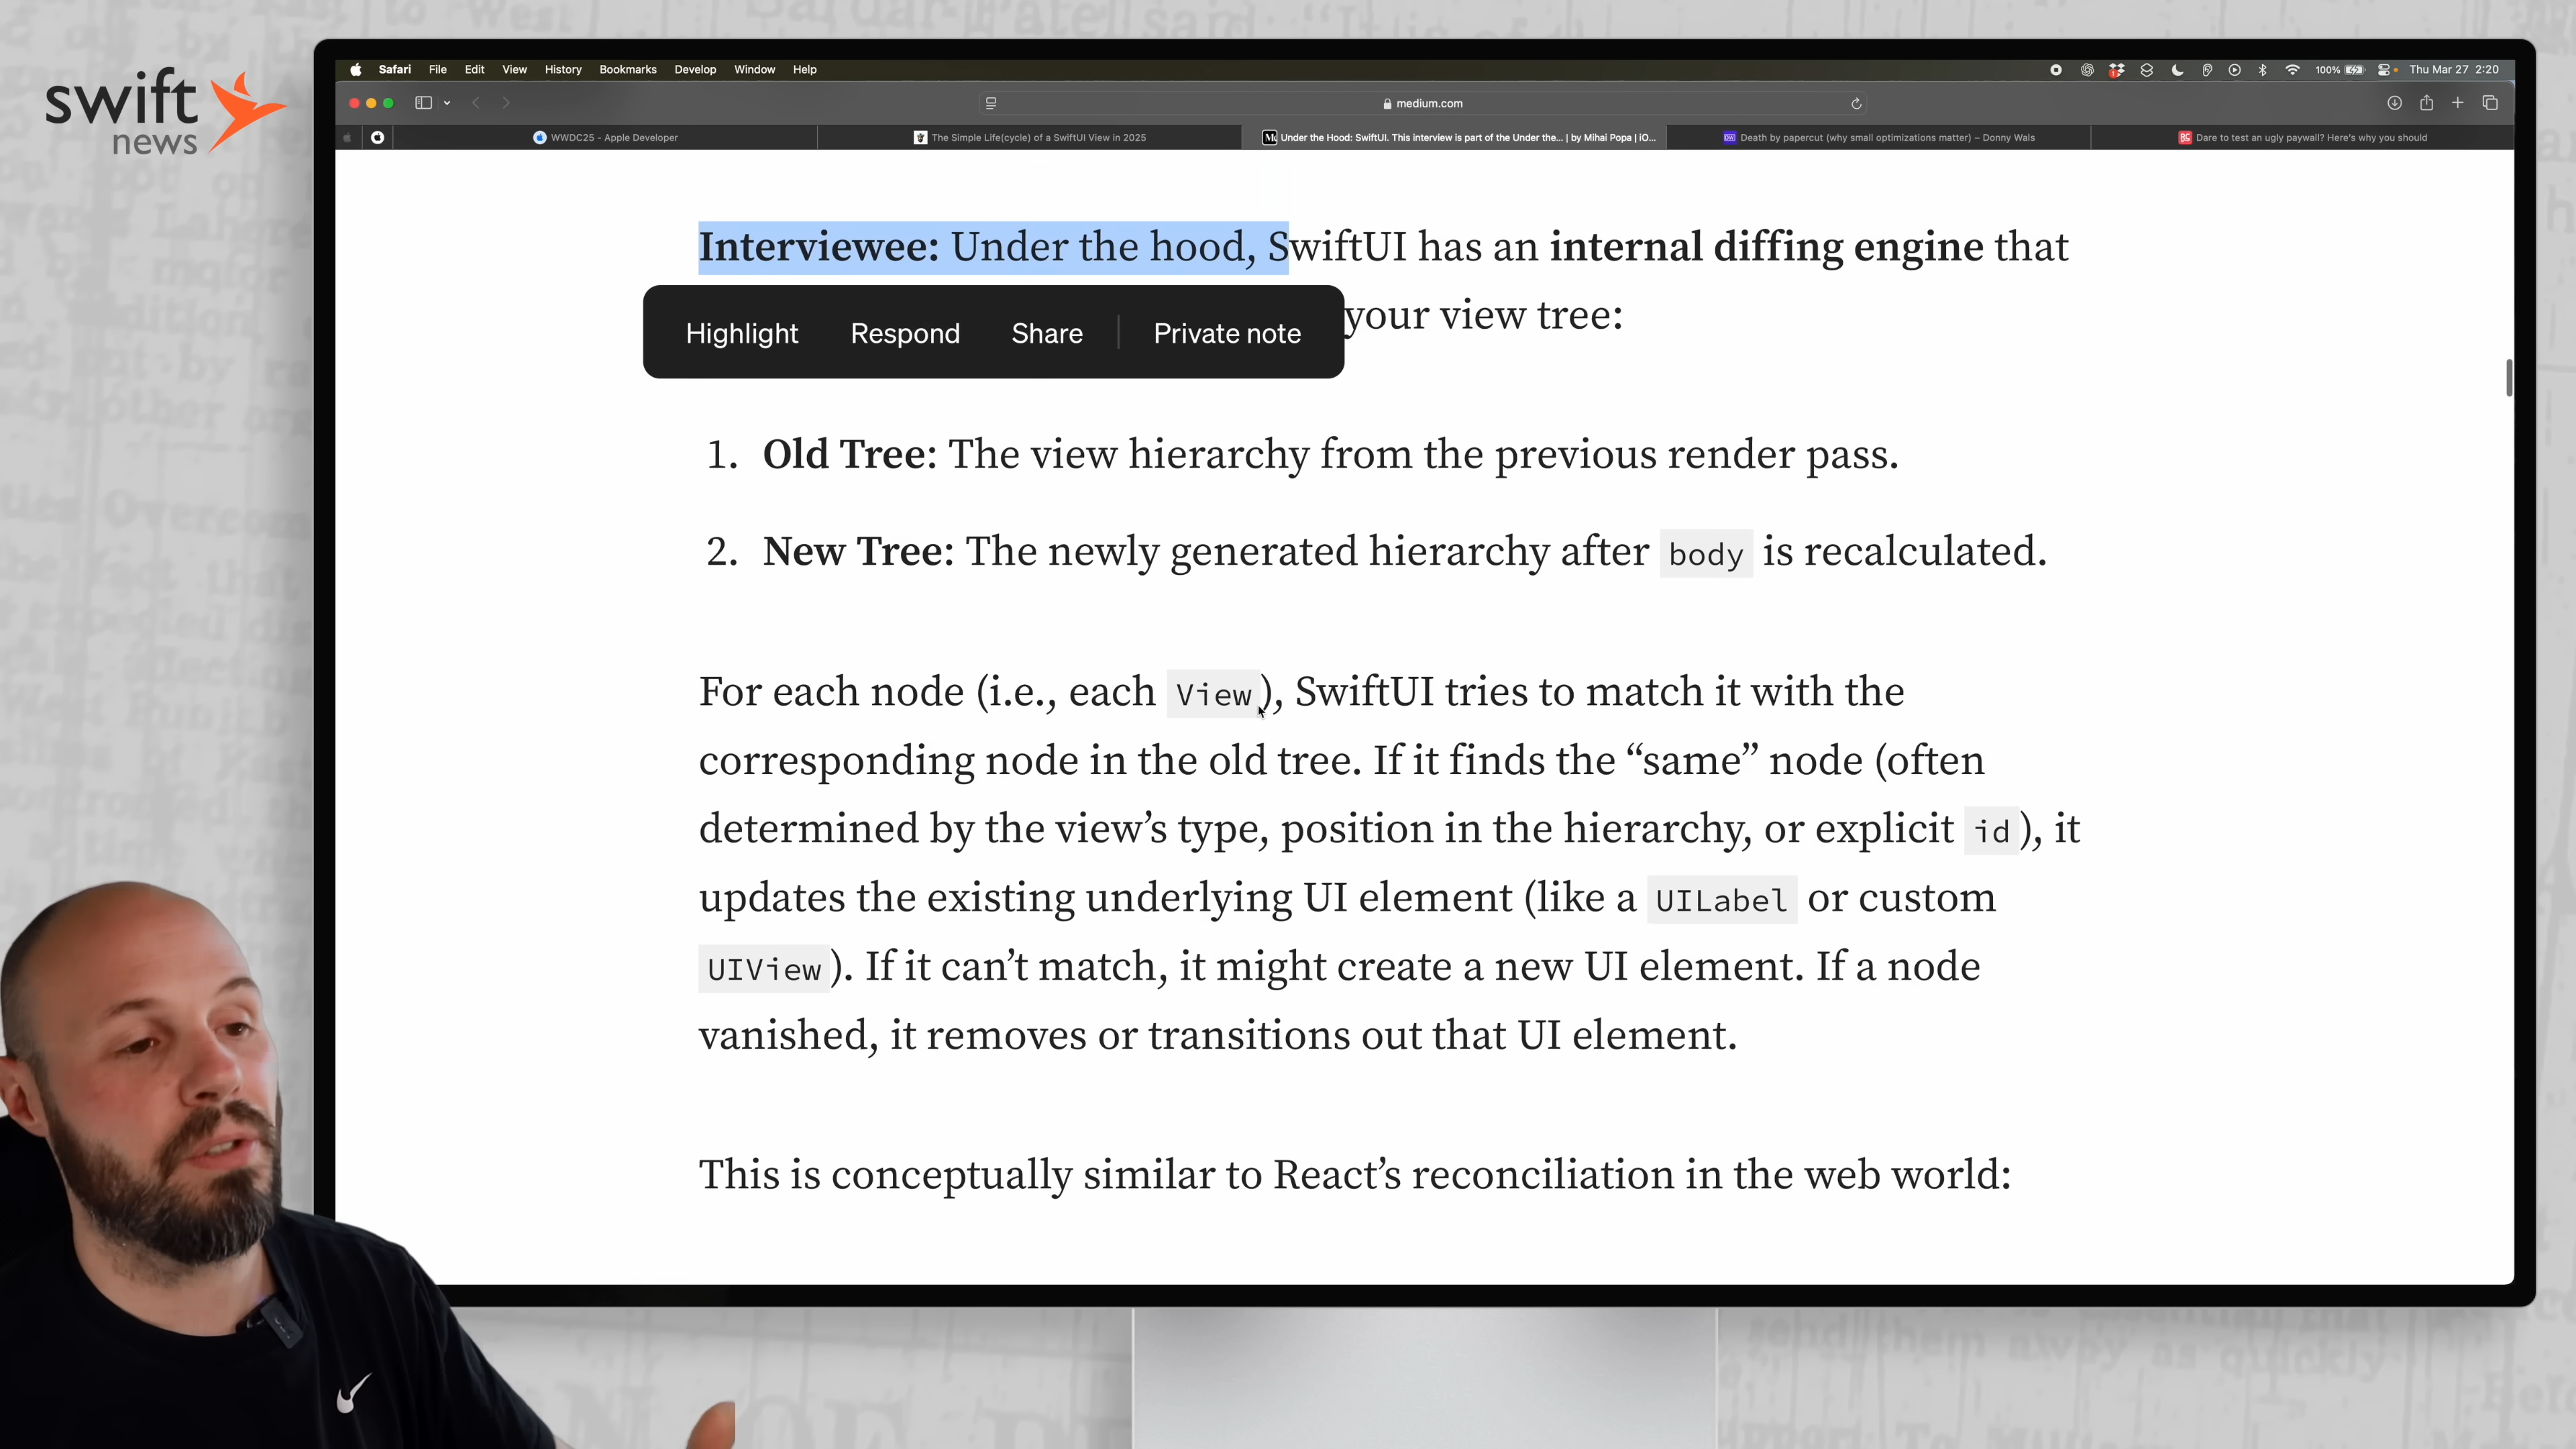 swift
news
Safari File Edit View History Bookmarks Develop Window Help
100% Thu Mar 27 2:20
medium.com
WWDC25 - Apple Developer
The Simple Life(cycle) of a SwiftUI View in 2025
Under the Hood: SwiftUI. This interview is part of the Under the... | by Mihai Popa | iO...
Death by papercut (why small optimizations matter) – Donny Wals
Dare to test an ugly paywall? Here's why you should
Interviewee: Under the hood, SwiftUI has an internal diffing engine that
your view tree:
Highlight Respond Share Private note
1. Old Tree: The view hierarchy from the previous render pass.
2. New Tree: The newly generated hierarchy after body is recalculated.
For each node (i.e., each View), SwiftUI tries to match it with the
corresponding node in the old tree. If it finds the “same” node (often
determined by the view’s type, position in the hierarchy, or explicit id), it
updates the existing underlying UI element (like a UILabel or custom
UIView). If it can’t match, it might create a new UI element. If a node
vanished, it removes or transitions out that UI element.
This is conceptually similar to React’s reconciliation in the web world: